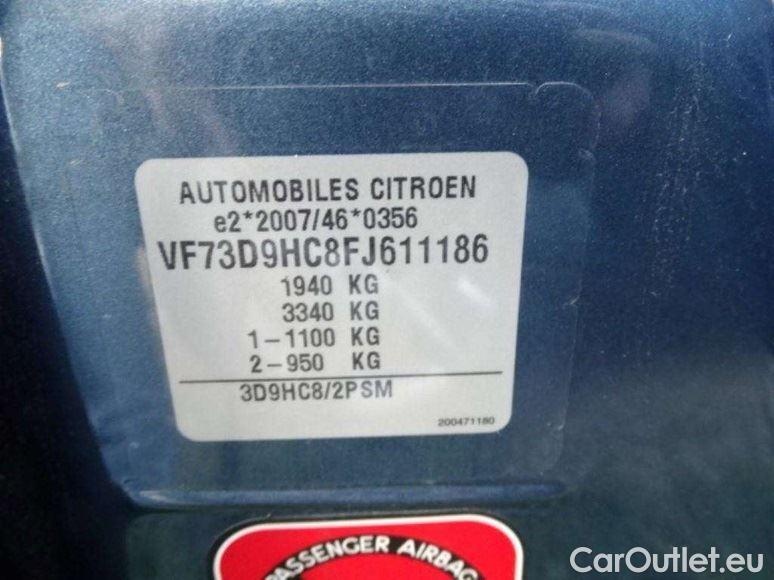 AUTOMOBILES CITROEN
e2*2007/46*0356
VF73D9HC8FJ611186
1940 KG
3340 KG
1-1100 KG
2-950 KG
3D9HC8/2PSM
200471180
PASSENGER AIRBAG
CarOutlet.eu